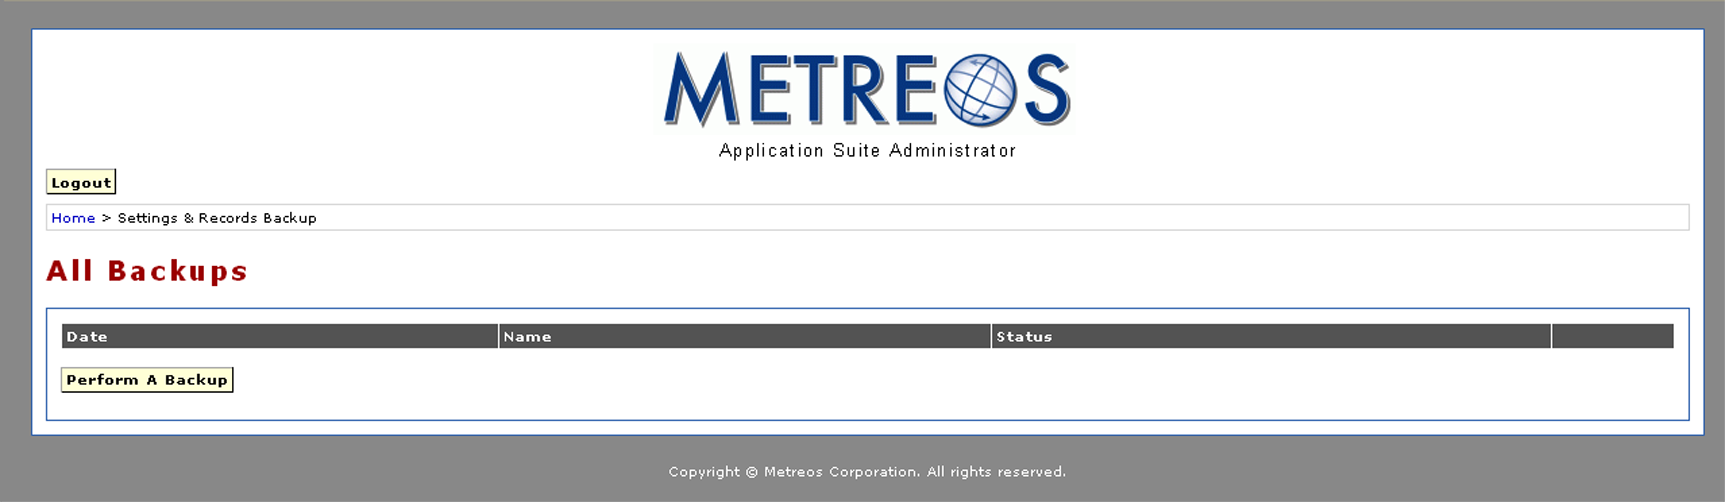 METREOS
Application Suite Administrator
Logout
Home > Settings & Records Backup
All Backups
Date Name Status
Perform A Backup
Copyright © Metreos Corporation. All rights reserved.